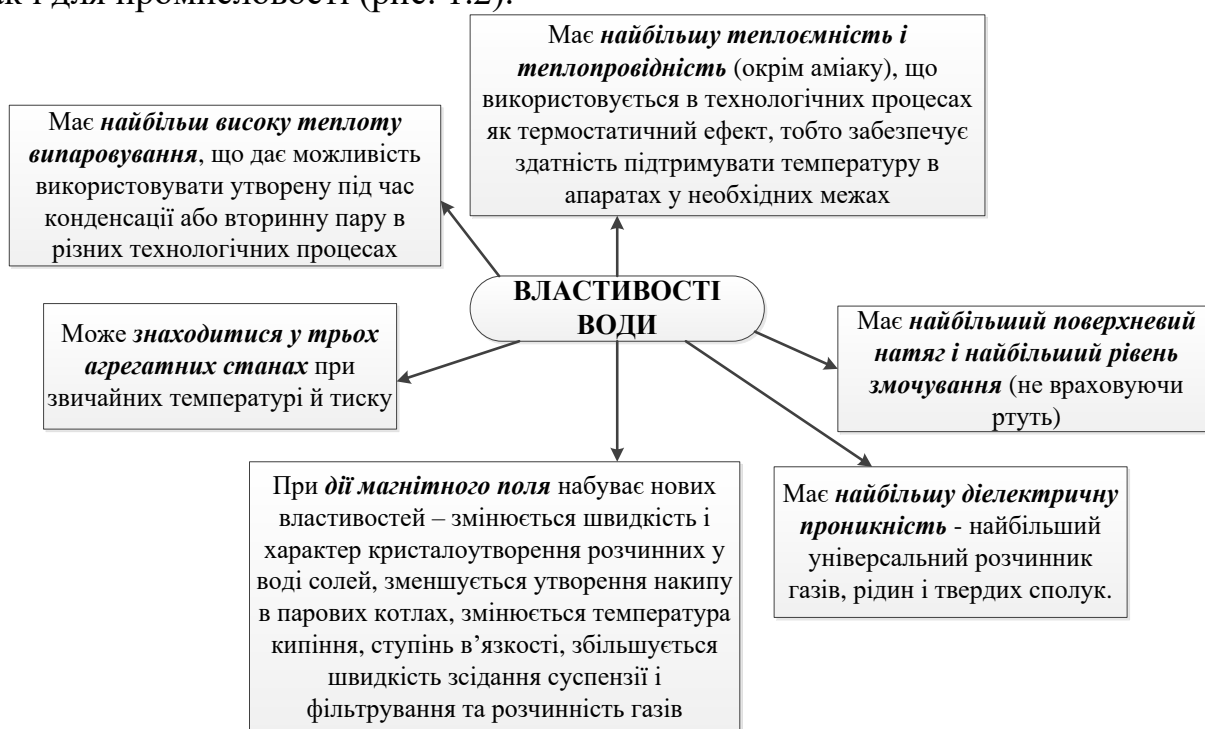 ак і для промисловості (рис. 1.2).
Має найбільшу теплоємність і
теплопровідність (окрім аміаку), що
використовується в технологічних процесах
як термостатичний ефект, тобто забезпечує
здатність підтримувати температуру в
апаратах у необхідних межах
Має найбільш високу теплоту
випаровування, що дає можливість
використовувати утворену під час
конденсації або вторинну пару в
різних технологічних процесах
ВЛАСТИВОСТІ
ВОДИ
Може знаходитися у трьох
агрегатних станах при
звичайних температурі й тиску
Має найбільший поверхневий
натяг і найбільший рівень
змочування (не враховуючи
ртуть)
При дії магнітного поля набуває нових
властивостей – змінюється швидкість і
характер кристалоутворення розчинних у
воді солей, зменшується утворення накипу
в парових котлах, змінюється температура
кипіння, ступінь в’язкості, збільшується
швидкість зсідання суспензії і
фільтрування та розчинність газів
Має найбільшу діелектричну
проникність - найбільший
універсальний розчинник
газів, рідин і твердих сполук.